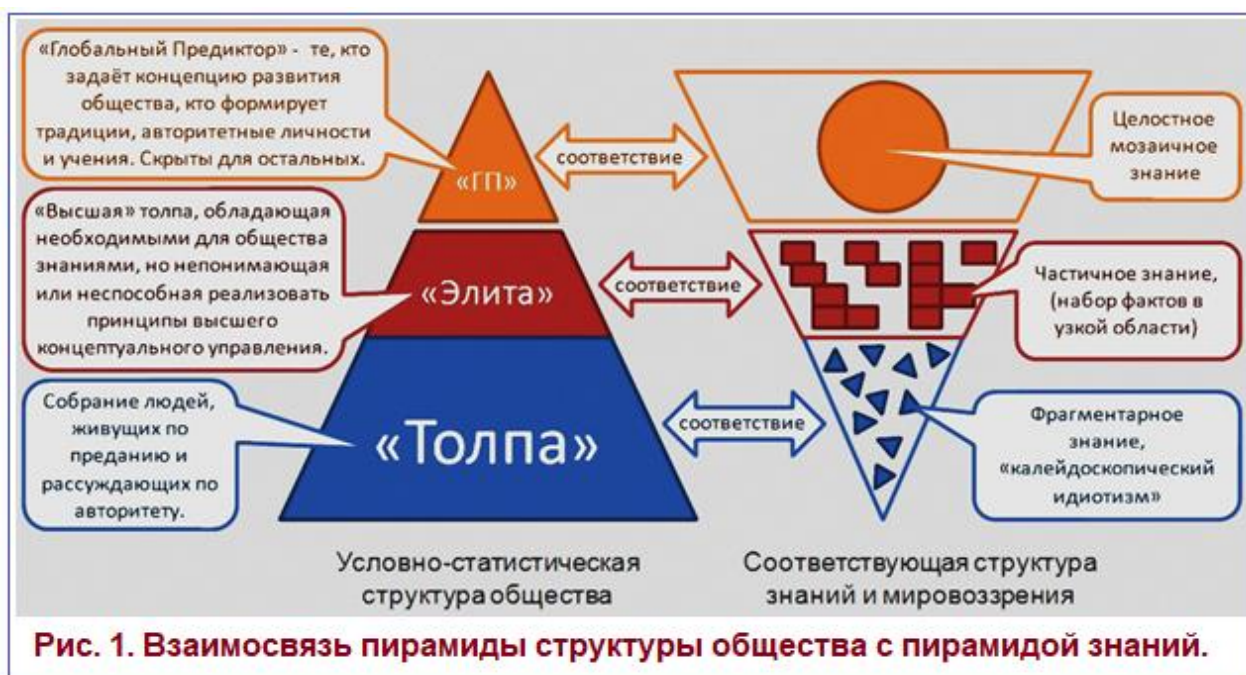 «Глобальный Предиктор» - те, кто
задаёт концепцию развития
общества, кто формирует
традиции, авторитетные личности
и учения. Скрыты для остальных.
«ГП»
соответствие
Целостное
мозаичное
знание
«Высшая» толпа, обладающая
необходимыми для общества
знаниями, но непонимающая
или неспособная реализовать
принципы высшего
концептуального управления.
«Элита»
соответствие
Частичное знание,
(набор фактов в
узкой области)
Собрание людей,
живущих по
преданию и
рассуждающих по
авторитету.
«Толпа»
соответствие
Фрагментарное
знание,
«калейдоскопический
идиотизм»
Условно-статистическая
структура общества
Соответствующая структура
знаний и мировоззрения
Рис. 1. Взаимосвязь пирамиды структуры общества с пирамидой знаний.